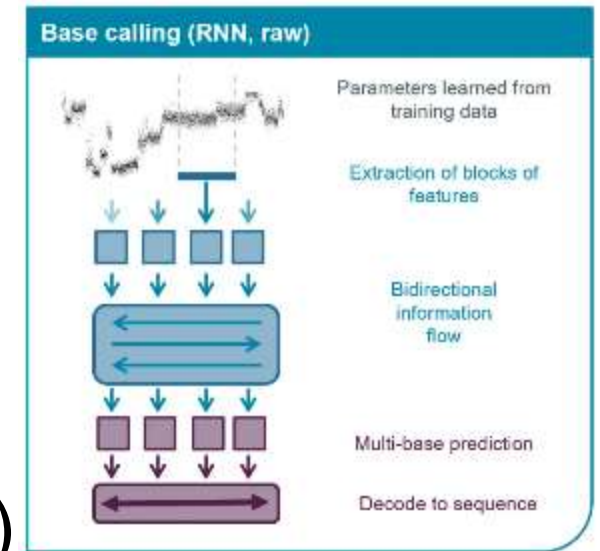 Base calling (RNN, raw)
Parameters learned from
training data
Extraction of blocks of
features
Bidirectional
information
flow
Multi-base prediction
Decode to sequence
)